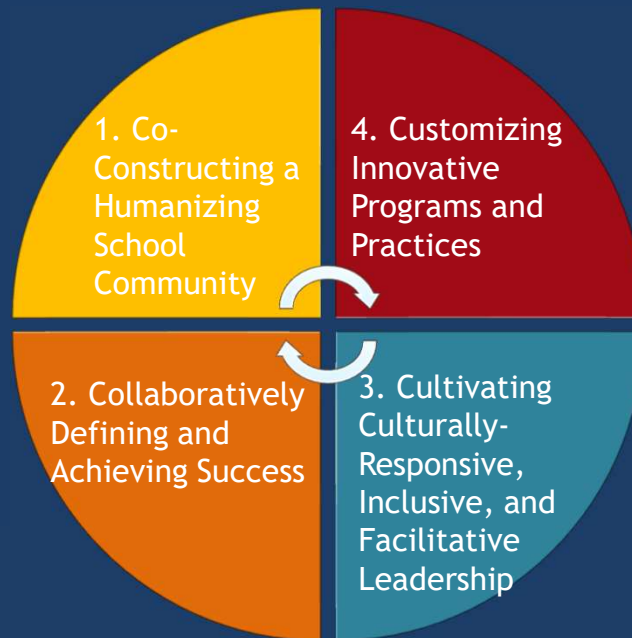 1. Co-
Constructing a
Humanizing
School
Community
4. Customizing
Innovative
Programs and
Practices
2. Collaboratively
Defining and
Achieving Success
3. Cultivating
Culturally-
Responsive,
Inclusive, and
Facilitative
Leadership